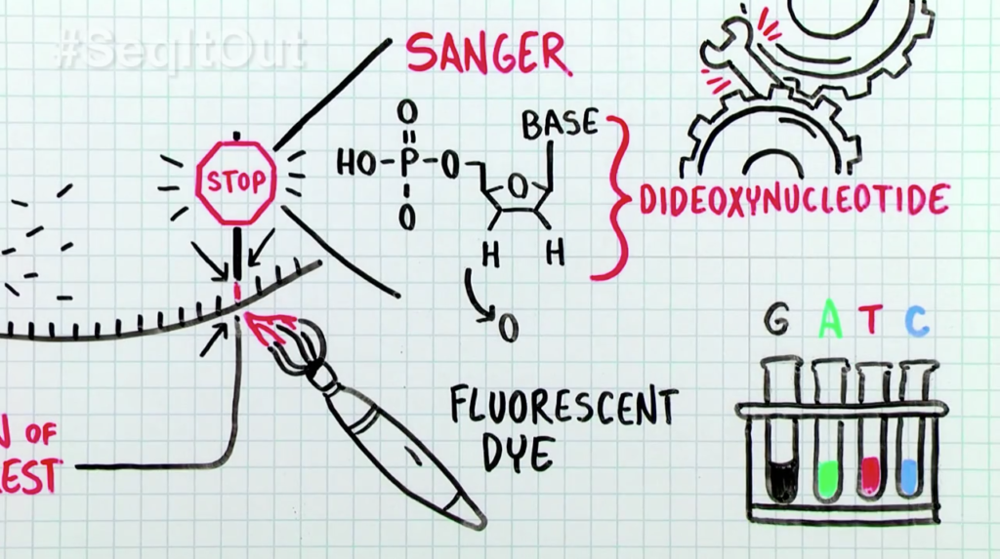 #SeqItOut
SANGER
STOP
O
HO-P-O
O
BASE
O
H H
O
DIDEOXYNUCLEOTIDE
G A T C
FLUORESCENT
DYE
OF
EST